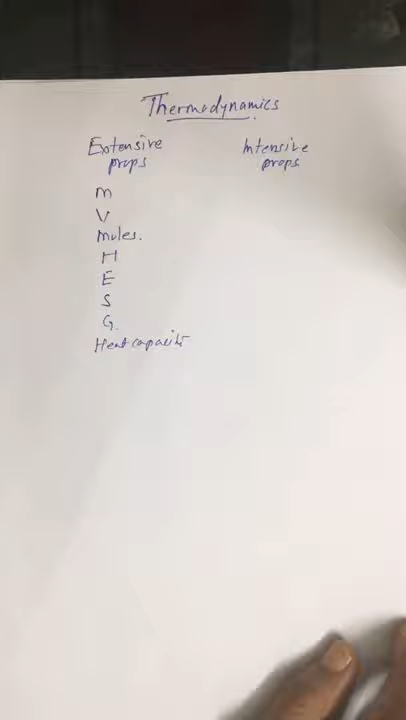 Thermodynamics
Extensive props
Intensive props
m
V
Moles.
H
E
S
G.
Heat capacity